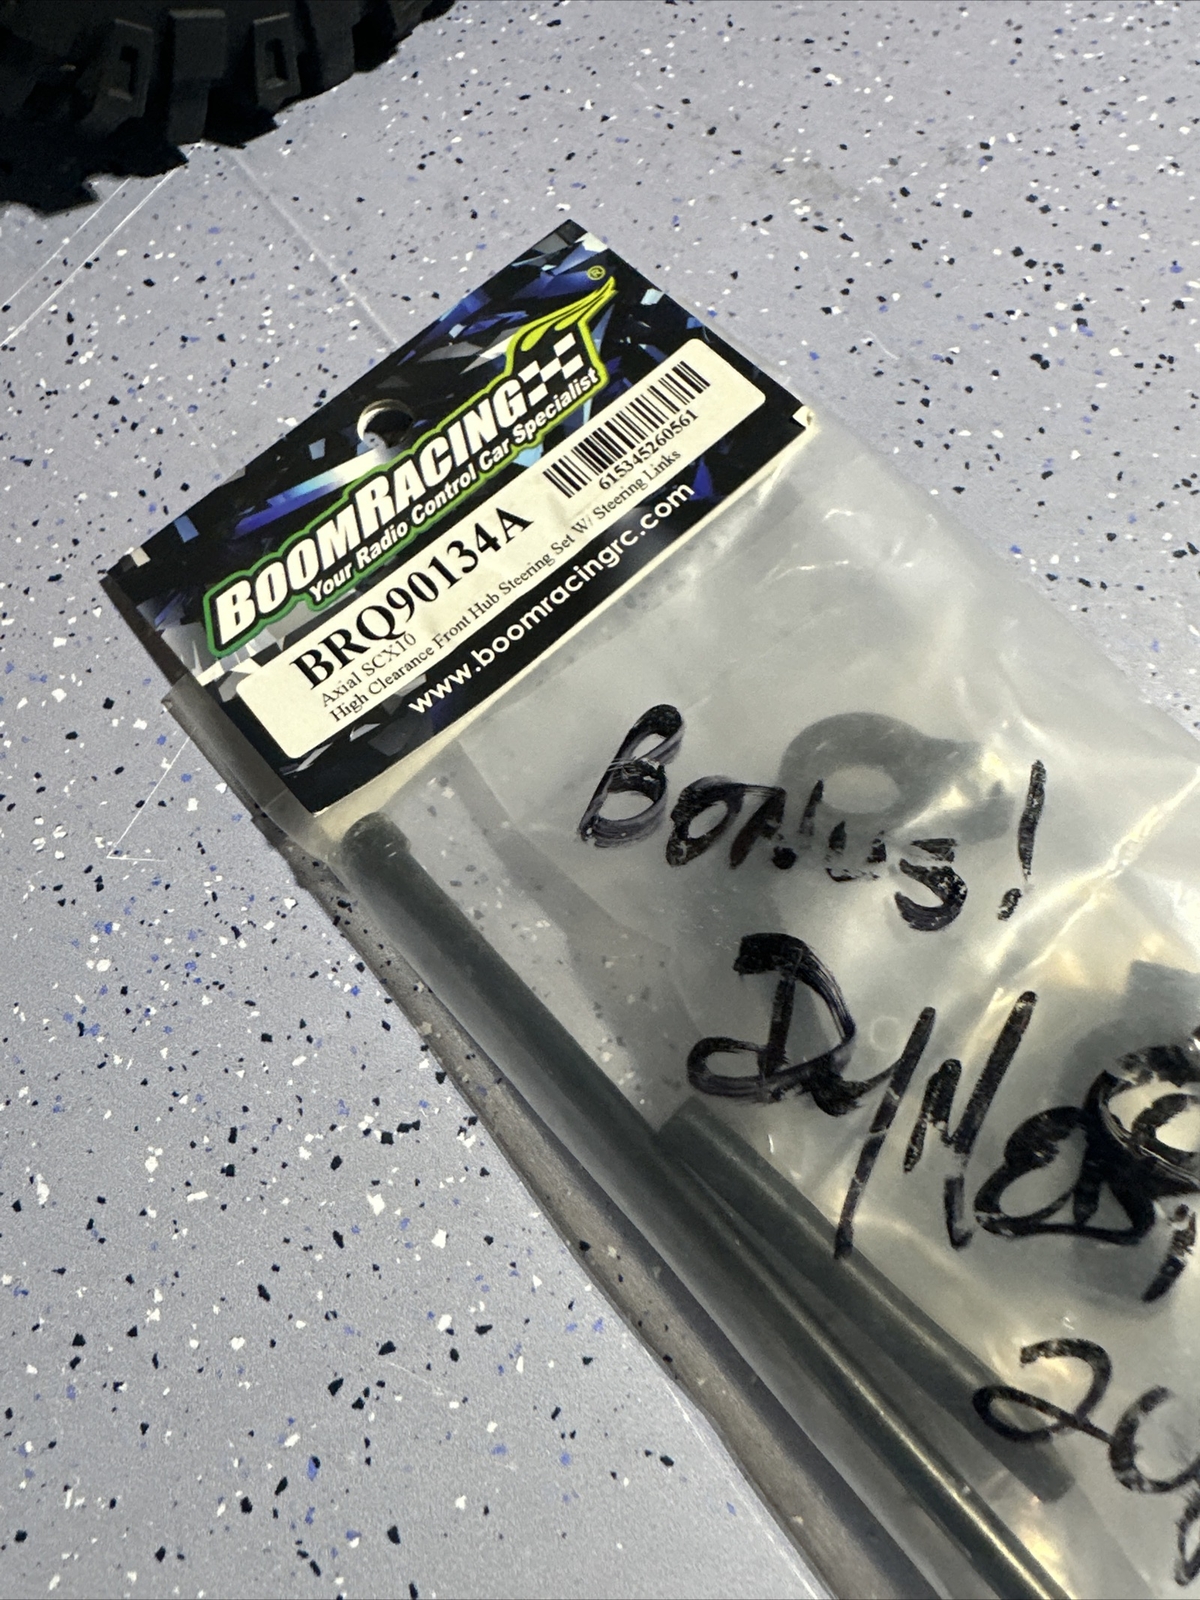 BOOMRACING®
Your Radio Control Car Specialist
615345260561
BRQ90134A
Axial SCX10
High Clearance Front Hub Steering Set W/ Steering Links
www.boomracingrc.com
Bonus!